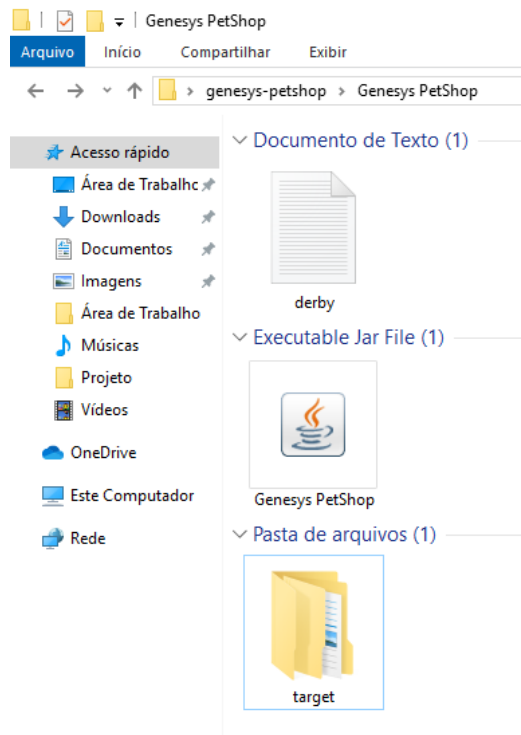 Genesys PetShop
Arquivo Início Compartilhar Exibir
genesys-petshop > Genesys PetShop
Acesso rápido
Área de Trabalhc
Downloads
Documentos
Imagens
Área de Trabalho
Músicas
Projeto
Vídeos
OneDrive
Este Computador
Rede
Documento de Texto (1)
derby
Executable Jar File (1)
Genesys PetShop
Pasta de arquivos (1)
target